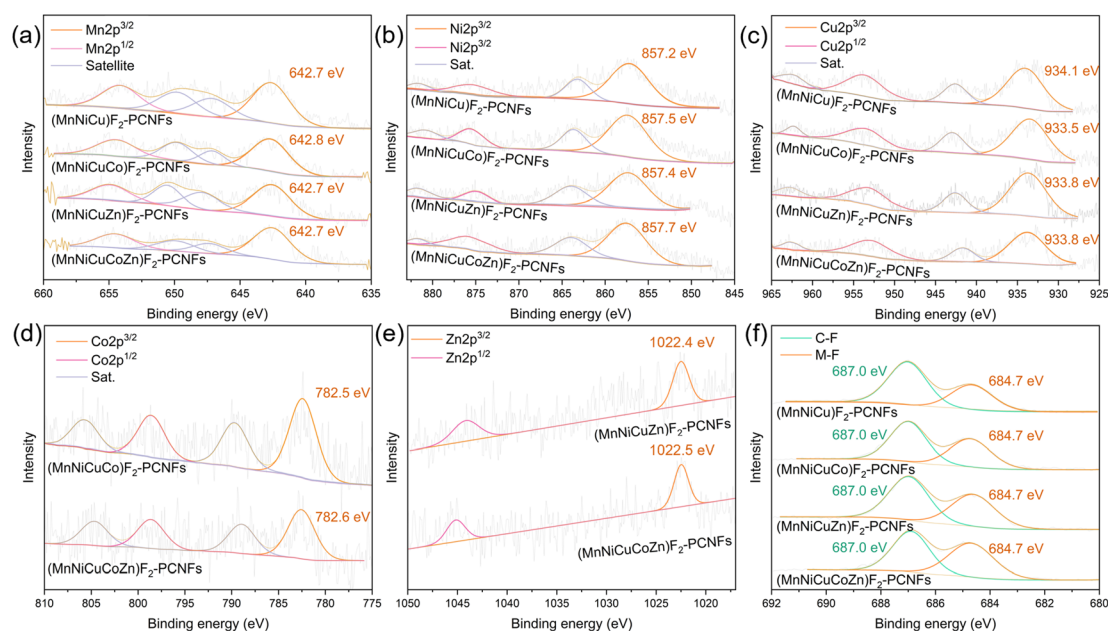 (a)
Mn2p3/2
Mn2p1/2
Satellite
642.7 eV
(MnNiCu)F2-PCNFs
642.8 eV
(MnNiCuCo)F2-PCNFs
642.7 eV
(MnNiCuZn)F2-PCNFs
642.7 eV
(MnNiCuCoZn)F2-PCNFs
Intensity
660 655 650 645 640 635
Binding energy (eV)
(b)
Ni2p3/2
Ni2p3/2
Sat.
857.2 eV
(MnNiCu)F2-PCNFs
857.5 eV
(MnNiCuCo)F2-PCNFs
857.4 eV
(MnNiCuZn)F2-PCNFs
857.7 eV
(MnNiCuCoZn)F2-PCNFs
Intensity
880 875 870 865 860 855 850 845
Binding energy (eV)
(c)
Cu2p3/2
Cu2p1/2
Sat.
934.1 eV
(MnNiCu)F2-PCNFs
933.5 eV
(MnNiCuCo)F2-PCNFs
933.8 eV
(MnNiCuZn)F2-PCNFs
933.8 eV
(MnNiCuCoZn)F2-PCNFs
Intensity
965 960 955 950 945 940 935 930 925
Binding energy (eV)
(d)
Co2p3/2
Co2p1/2
Sat.
782.5 eV
(MnNiCuCo)F2-PCNFs
782.6 eV
(MnNiCuCoZn)F2-PCNFs
Intensity
810 805 800 795 790 785 780 775
Binding energy (eV)
(e)
Zn2p3/2
Zn2p1/2
1022.4 eV
(MnNiCuZn)F2-PCNFs
1022.5 eV
(MnNiCuCoZn)F2-PCNFs
Intensity
1050 1045 1040 1035 1030 1025 1020
Binding energy (eV)
(f)
C-F
M-F
687.0 eV
684.7 eV
(MnNiCu)F2-PCNFs
687.0 eV
684.7 eV
(MnNiCuCo)F2-PCNFs
687.0 eV
684.7 eV
(MnNiCuZn)F2-PCNFs
687.0 eV
684.7 eV
(MnNiCuCoZn)F2-PCNFs
Intensity
692 690 688 686 684 682 680
Binding energy (eV)